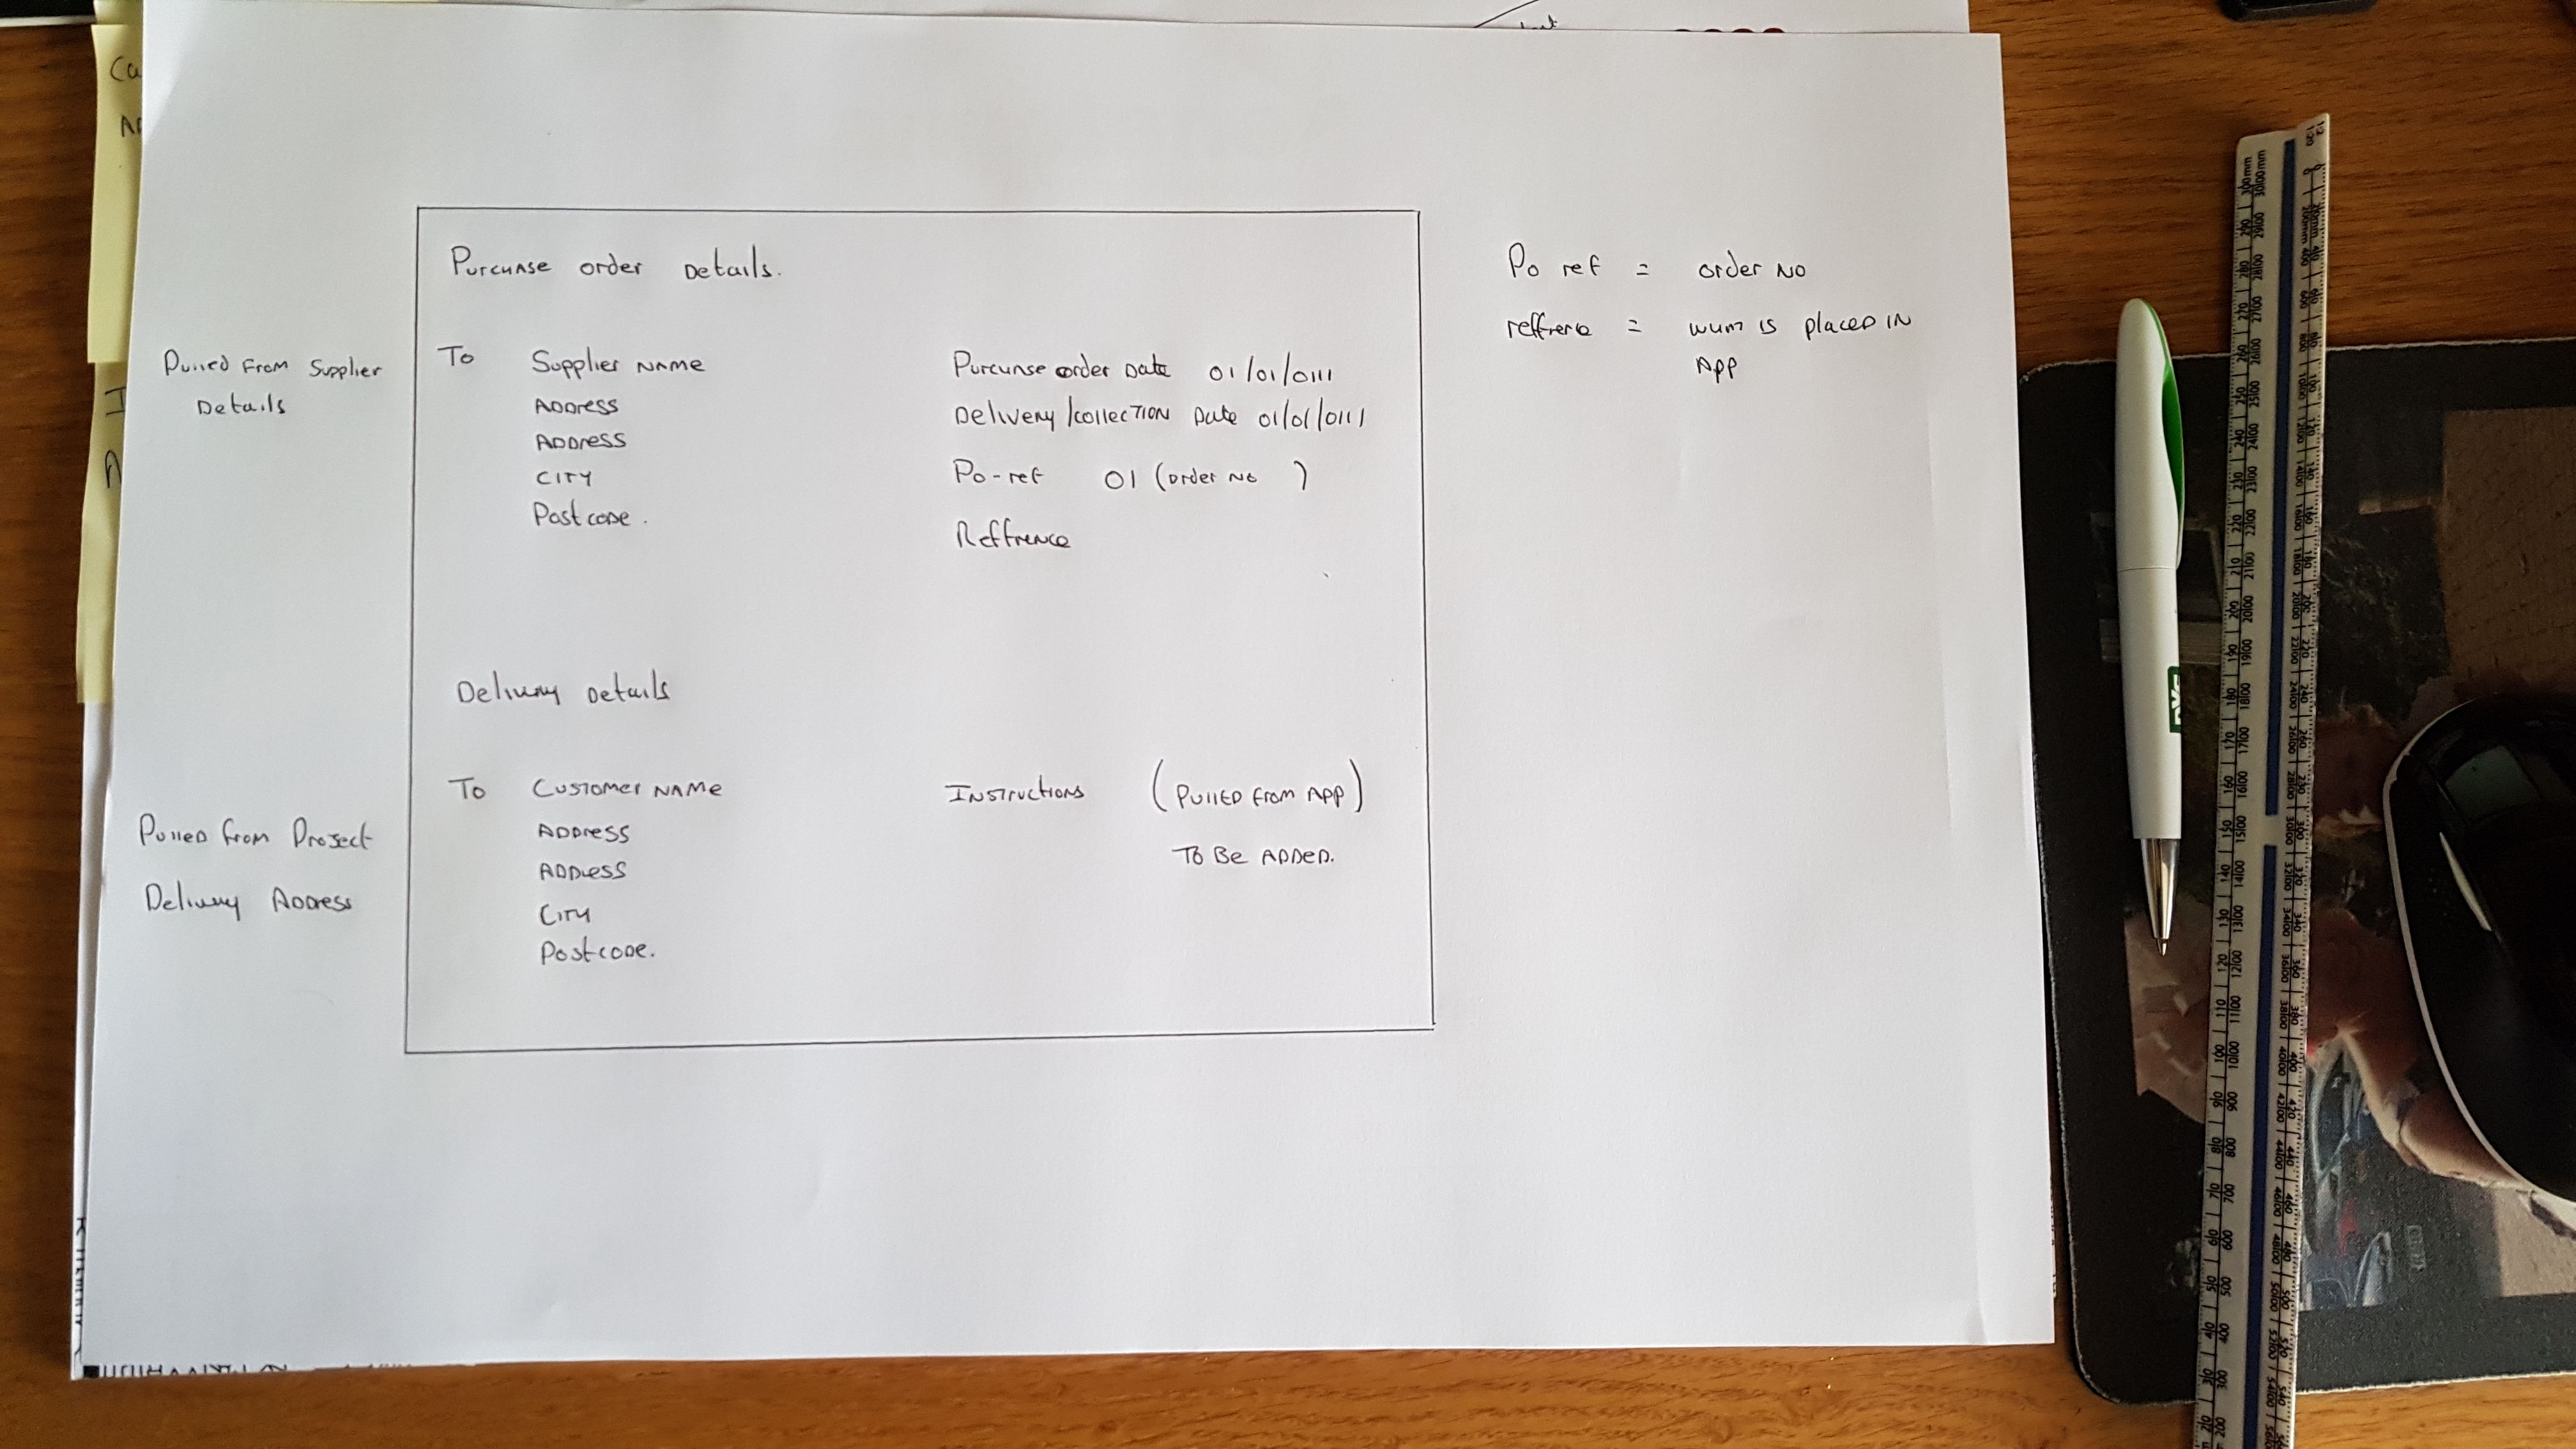 Purchase order Details.
Pulled from Supplier
Details
To Supplier NAME
ADDRESS
ADDRESS
CITY
Postcode.
Purchase order Date 01/01/0111
Delivery/collection Date 01/01/0111
Po-ref 01 (order no )
Reffrence
Po ref = order NO
reffrence = what is placed in
App
Delivery Details
Pulled from Project
Delivery Address
To Customer NAME
ADDRESS
ADDRESS
City
Postcode.
Instructions (Pulled from App)
To Be Added.